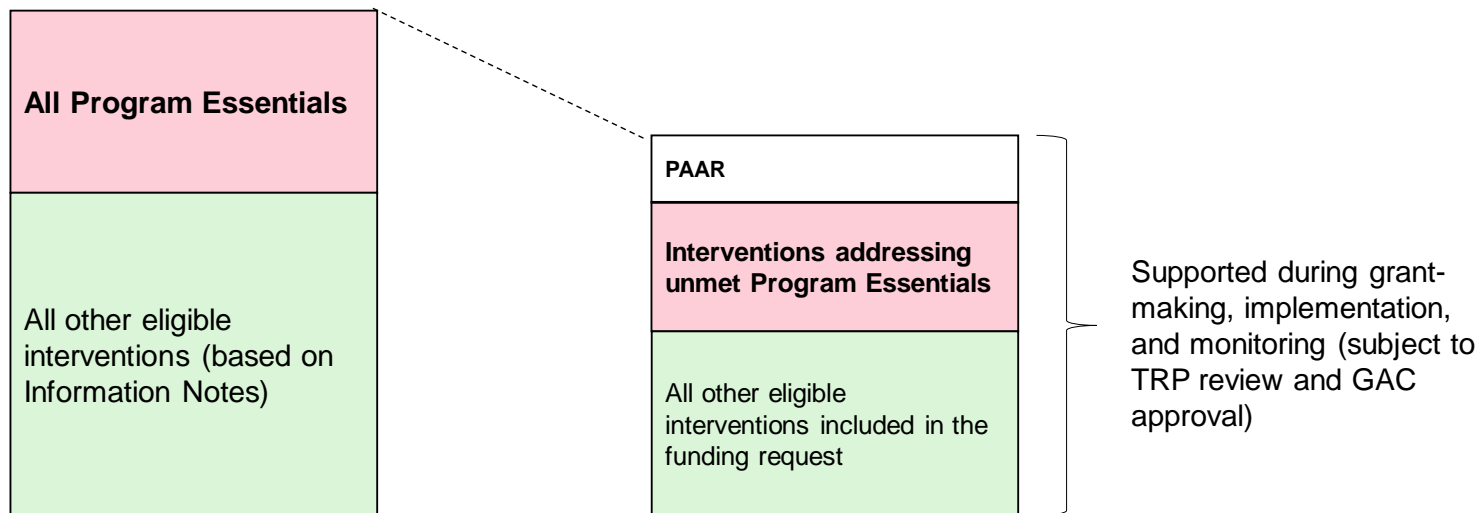 All Program Essentials
All other eligible
interventions (based on
Information Notes)
PAAR
Interventions addressing
unmet Program Essentials
All other eligible
interventions included in the
funding request
Supported during grant-
making, implementation,
and monitoring (subject to
TRP review and GAC
approval)